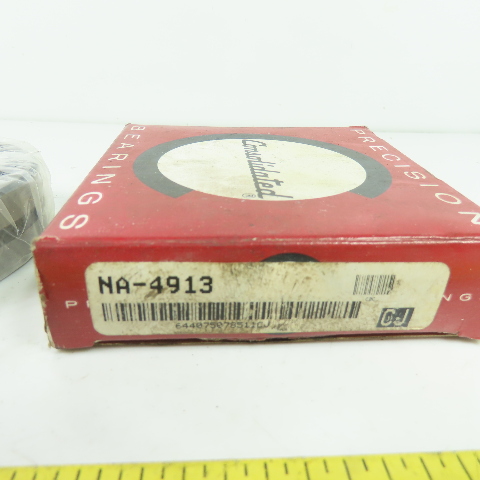 PRECISION
BEARINGS
Consolidated
NA-4913
C-J